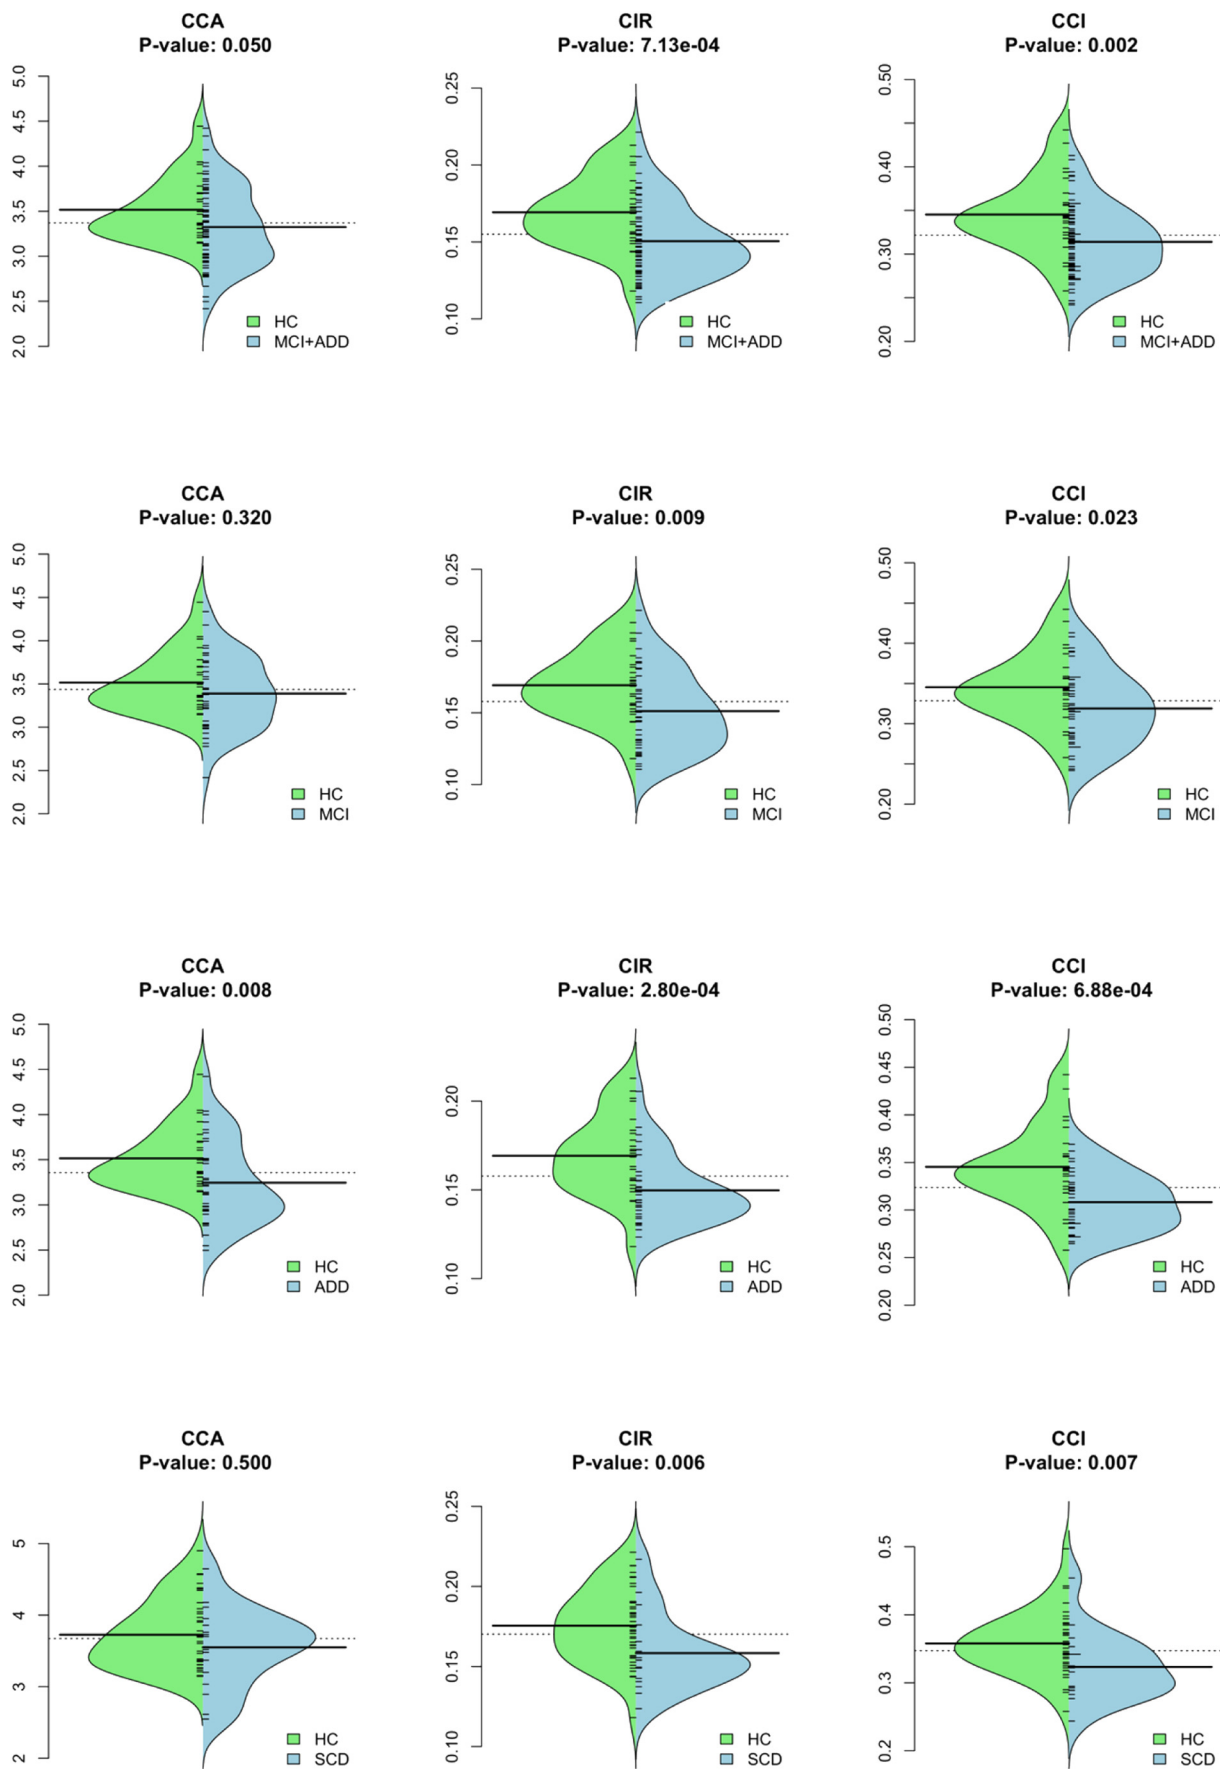 CCA
P-value: 0.050
5.0
4.5
4.0
3.5
3.0
2.5
2.0
HC
MCI+ADD
CIR
P-value: 7.13e-04
0.25
0.20
0.15
0.10
HC
MCI+ADD
CCI
P-value: 0.002
0.50
0.40
0.30
0.20
HC
MCI+ADD
CCA
P-value: 0.320
5.0
4.5
4.0
3.5
3.0
2.5
2.0
HC
MCI
CIR
P-value: 0.009
0.25
0.20
0.15
0.10
HC
MCI
CCI
P-value: 0.023
0.50
0.40
0.30
0.20
HC
MCI
CCA
P-value: 0.008
5.0
4.5
4.0
3.5
3.0
2.5
2.0
HC
ADD
CIR
P-value: 2.80e-04
0.20
0.15
0.10
HC
ADD
CCI
P-value: 6.88e-04
0.50
0.45
0.40
0.35
0.30
0.25
0.20
HC
ADD
CCA
P-value: 0.500
5
4
3
2
HC
SCD
CIR
P-value: 0.006
0.25
0.20
0.15
0.10
HC
SCD
CCI
P-value: 0.007
0.5
0.4
0.3
0.2
HC
SCD